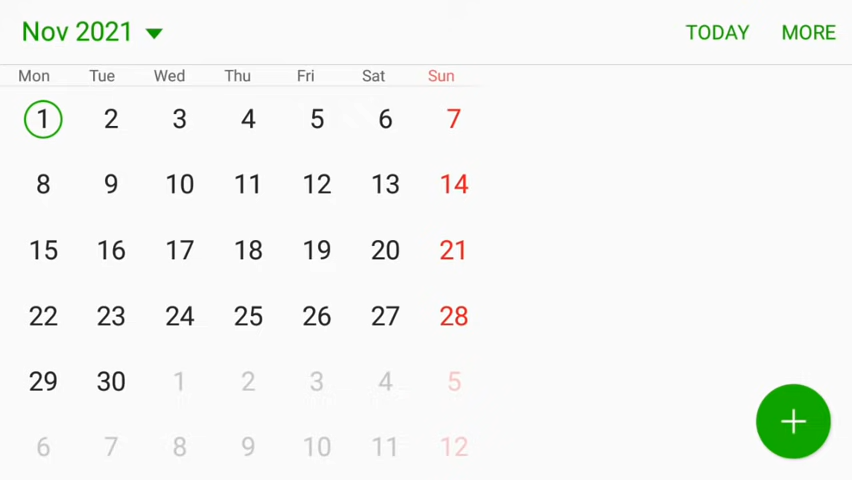 Nov 2021 TODAY MORE
Mon Tue Wed Thu Fri Sat Sun
1 2 3 4 5 6 7
8 9 10 11 12 13 14
15 16 17 18 19 20 21
22 23 24 25 26 27 28
29 30 1 2 3 4 5
6 7 8 9 10 11 12